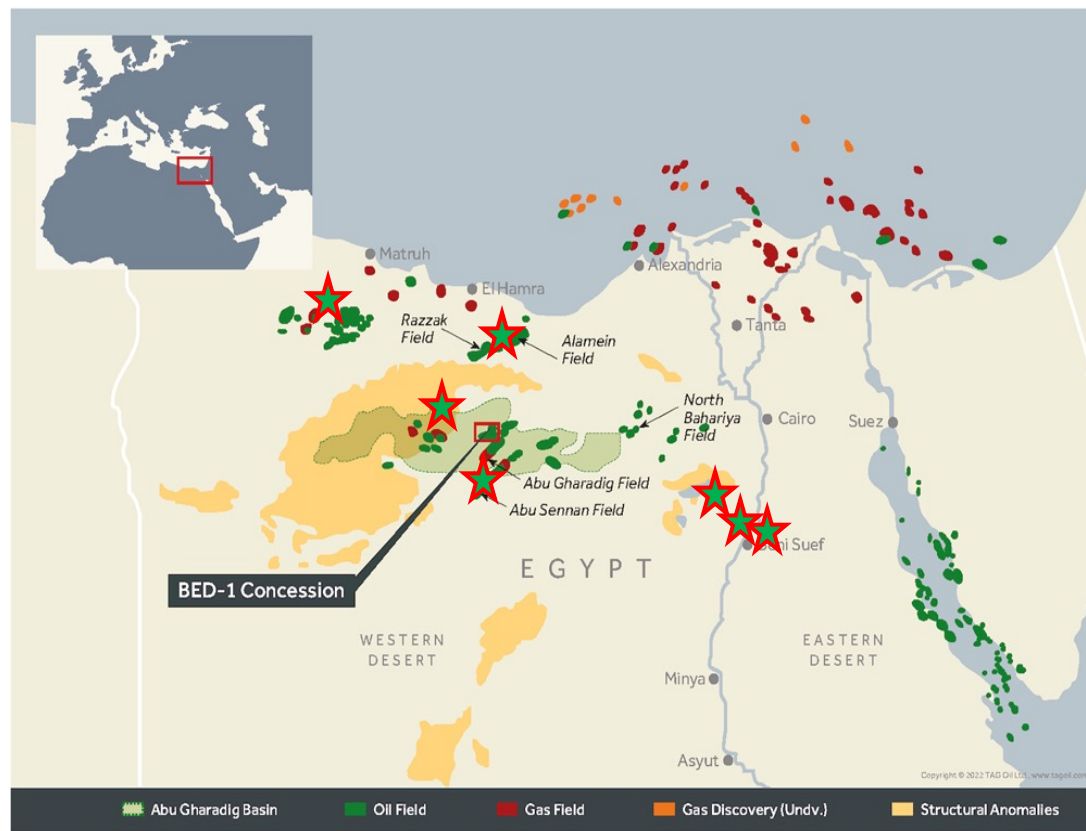 Matruh
Alexandria
El Hamra
Razzak
Field
Alamein
Field
Tanta
North
Bahariya
Field
Cairo
Suez
Abu Gharadig Field
Abu Sennan Field
Suef
EGYPT
BED-1 Concession
WESTERN
DESERT
EASTERN
DESERT
Minya
Asyut
Copyright © 2022 TAG Oil Ltd., www.tagoil.com
Abu Gharadig Basin
Oil Field
Gas Field
Gas Discovery (Undv.)
Structural Anomalies